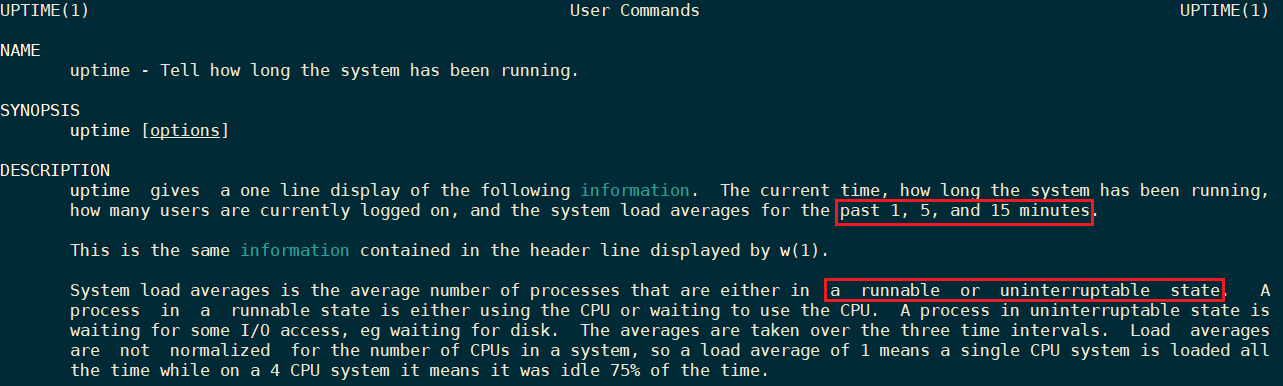 UPTIME(1) User Commands UPTIME(1)
NAME
uptime - Tell how long the system has been running.
SYNOPSIS
uptime [options]
DESCRIPTION
uptime gives a one line display of the following information. The current time, how long the system has been running,
how many users are currently logged on, and the system load averages for the past 1, 5, and 15 minutes.
This is the same information contained in the header line displayed by w(1).
System load averages is the average number of processes that are either in a runnable or uninterruptable state. A
process in a runnable state is either using the CPU or waiting to use the CPU. A process in uninterruptable state is
waiting for some I/O access, eg waiting for disk. The averages are taken over the three time intervals. Load averages
are not normalized for the number of CPUs in a system, so a load average of 1 means a single CPU system is loaded all
the time while on a 4 CPU system it means it was idle 75% of the time.